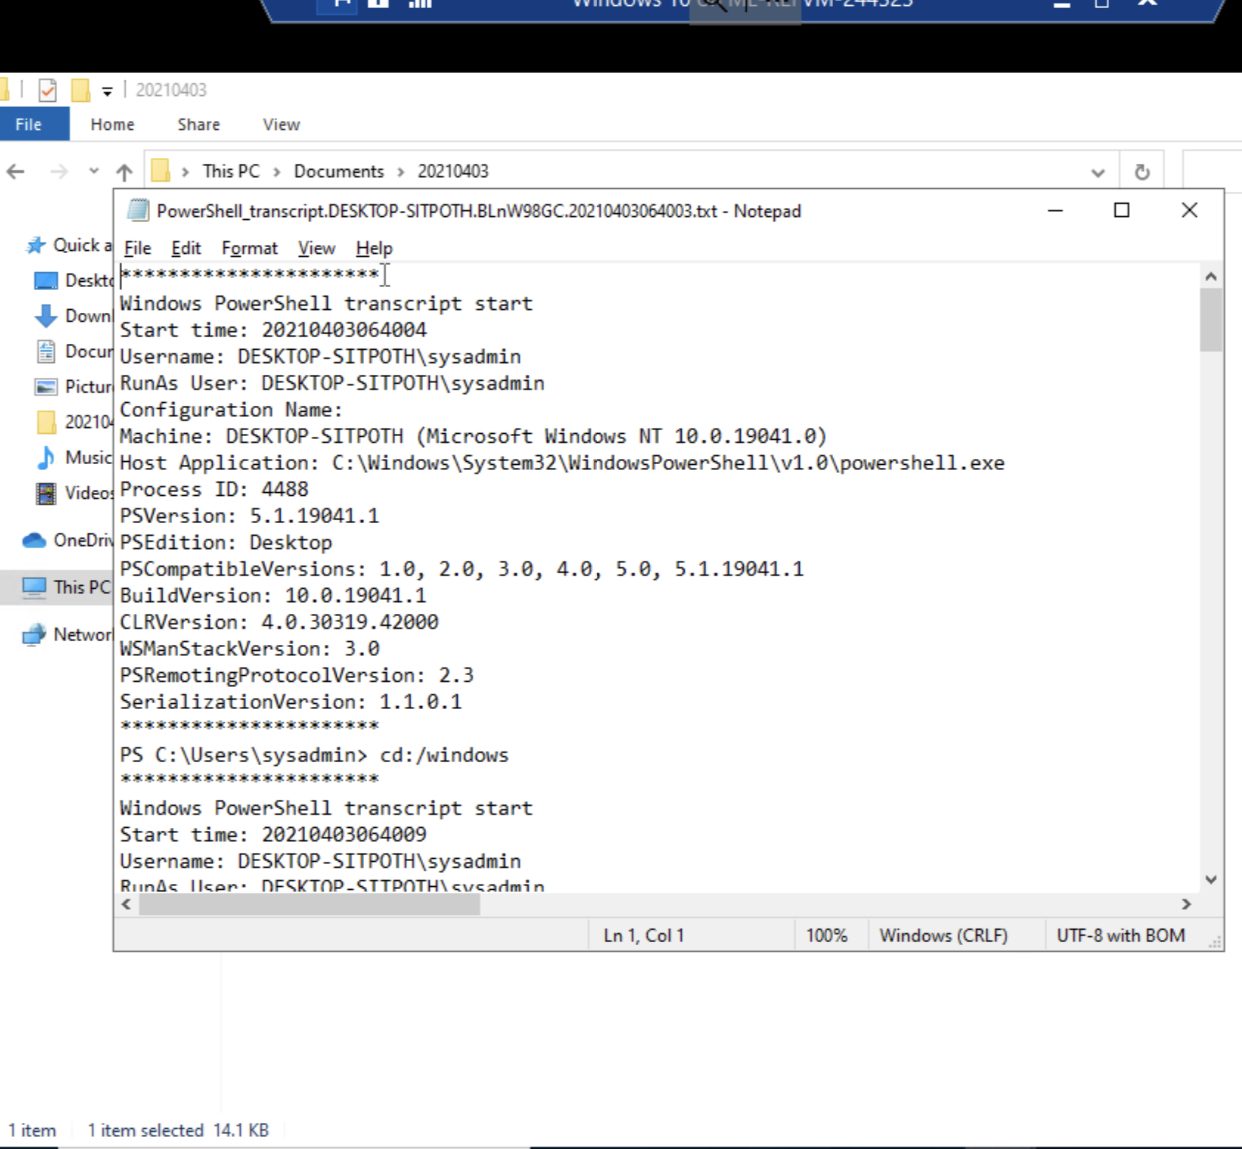 Windows 10
20210403
File Home Share View
This PC > Documents > 20210403
PowerShell_transcript.DESKTOP-SITPOTH.BLnW98GC.20210403064003.txt - Notepad
File Edit Format View Help
**********************
Windows PowerShell transcript start
Start time: 20210403064004
Username: DESKTOP-SITPOTH\sysadmin
RunAs User: DESKTOP-SITPOTH\sysadmin
Configuration Name:
Machine: DESKTOP-SITPOTH (Microsoft Windows NT 10.0.19041.0)
Host Application: C:\Windows\System32\WindowsPowerShell\v1.0\powershell.exe
Process ID: 4488
PSVersion: 5.1.19041.1
PSEdition: Desktop
PSCompatibleVersions: 1.0, 2.0, 3.0, 4.0, 5.0, 5.1.19041.1
BuildVersion: 10.0.19041.1
CLRVersion: 4.0.30319.42000
WSManStackVersion: 3.0
PSRemotingProtocolVersion: 2.3
SerializationVersion: 1.1.0.1
**********************
PS C:\Users\sysadmin> cd:/windows
**********************
Windows PowerShell transcript start
Start time: 20210403064009
Username: DESKTOP-SITPOTH\sysadmin
RunAs User: DESKTOP-SITPOTH\sysadmin
Quick a
Deskto
Down
Docur
Pictur
20210
Music
Videos
OneDriv
This PC
Networ
Ln 1, Col 1 100% Windows (CRLF) UTF-8 with BOM
1 item 1 item selected 14.1 KB